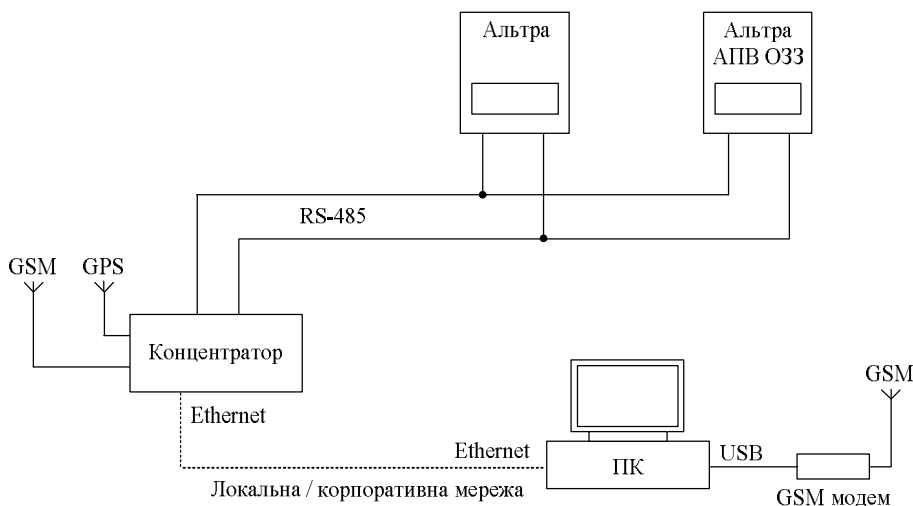 Альтра
Альтра
АПВ ОЗЗ
RS-485
GSM
GPS
Концентратор
Ethernet
GSM
Ethernet
ПК
USB
Локальна / корпоративна мережа
GSM модем